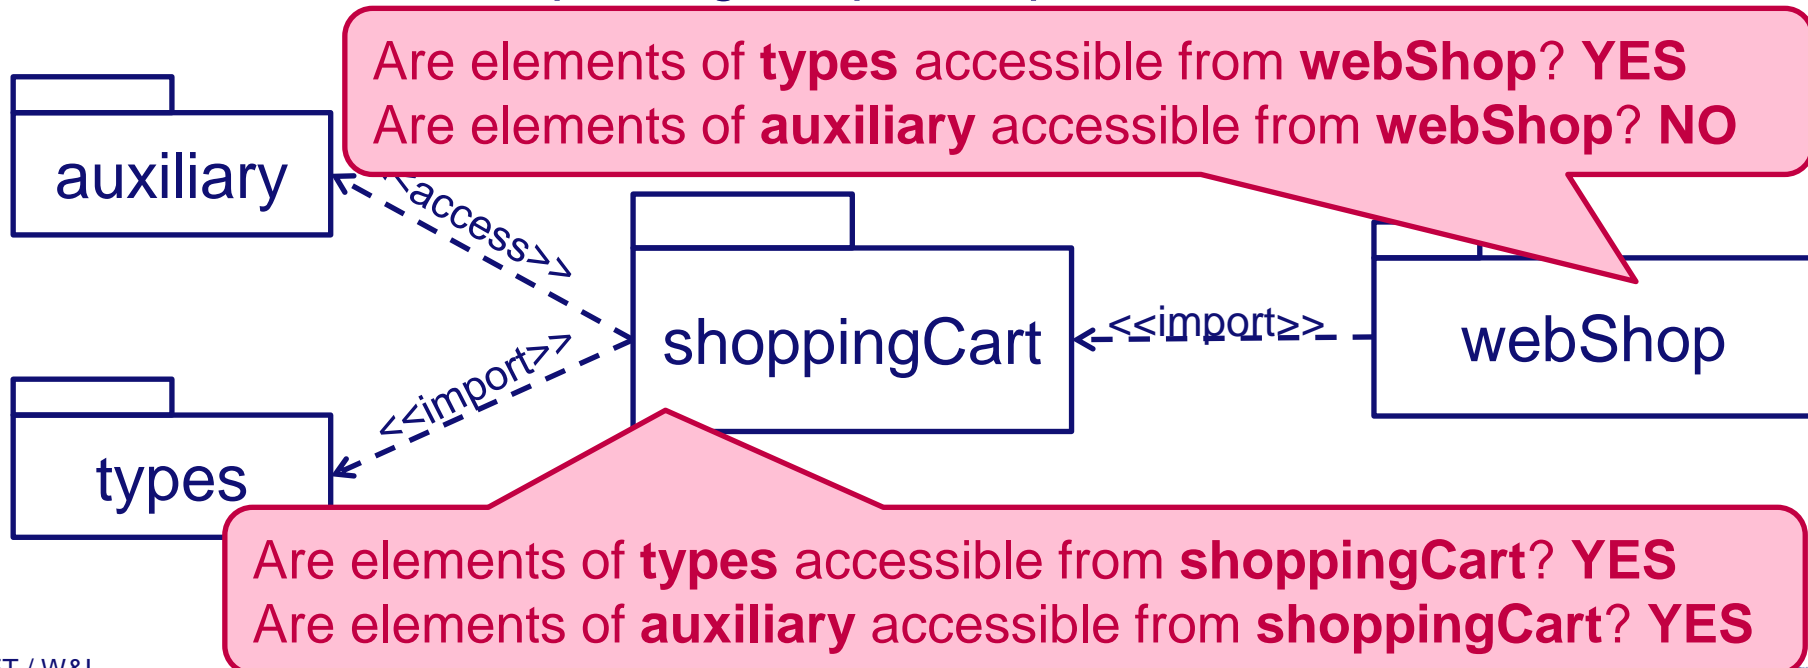 Are elements of types accessible from webShop? YES
Are elements of auxiliary accessible from webShop? NO
auxiliary
<access>>
shoppingCart
<<import>>
webShop
<<import>>
types
Are elements of types accessible from shoppingCart? YES
Are elements of auxiliary accessible from shoppingCart? YES
/ W&I